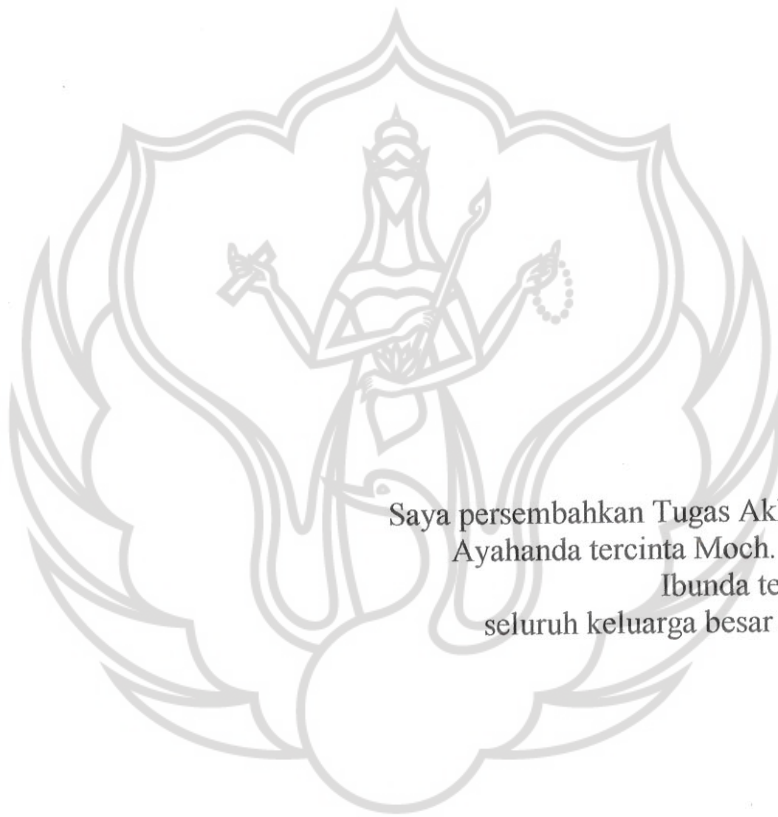 Saya persembahkan Tugas Ak
Ayahanda tercinta Moch.
Ibunda te
seluruh keluarga besar